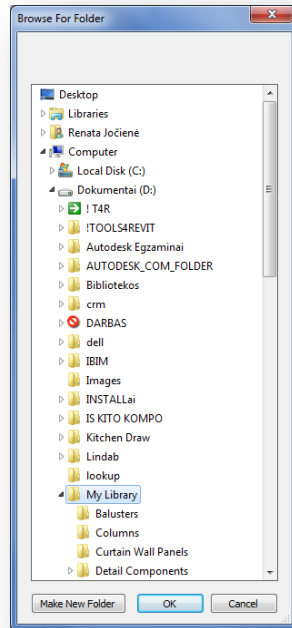 Browse For Folder
Desktop
Libraries
Renata Jočienė
Computer
Local Disk (C:)
Dokumentai (D:)
! T4R
!TOOLS4REVIT
Autodesk Egzaminai
AUTODESK_COM_FOLDER
Bibliotekos
crm
DARBAS
dell
IBIM
Images
INSTALLai
IS KITO KOMPO
Kitchen Draw
Lindab
lookup
My Library
Balusters
Columns
Curtain Wall Panels
Detail Components
Make New Folder OK Cancel